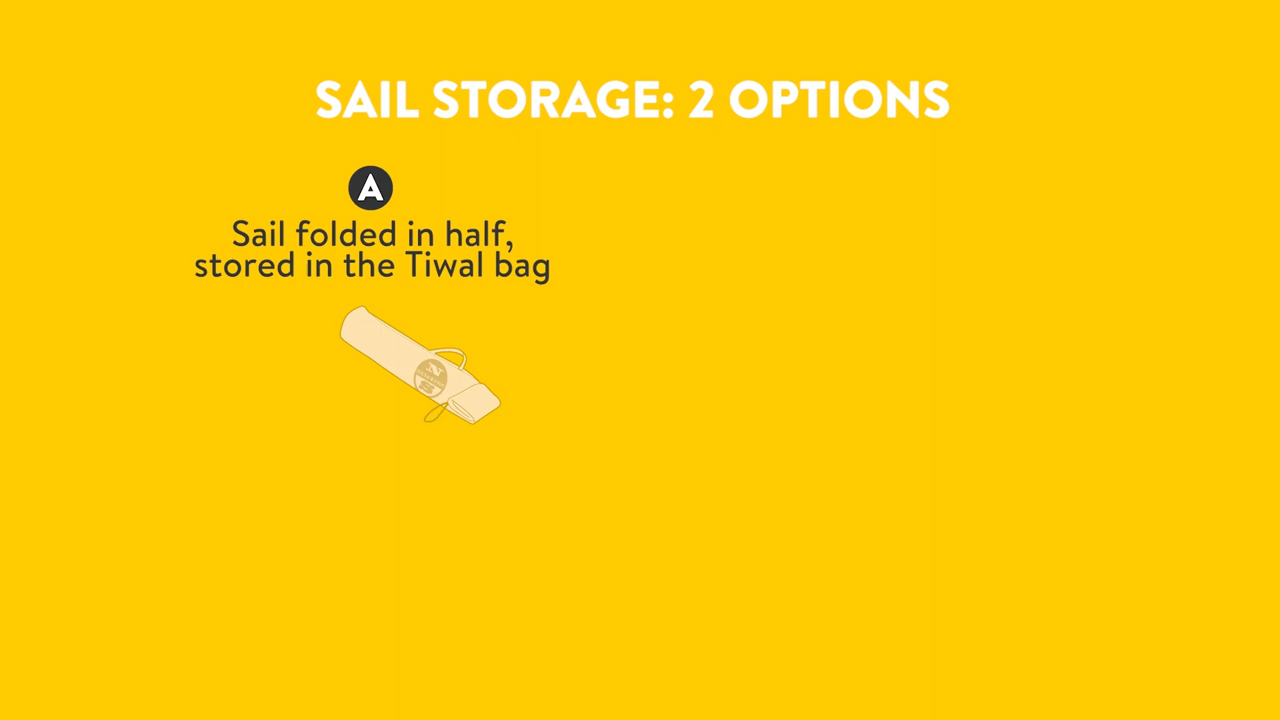 SAIL STORAGE: 2 OPTIONS
A
Sail folded in half,
stored in the Tiwal bag
N
S